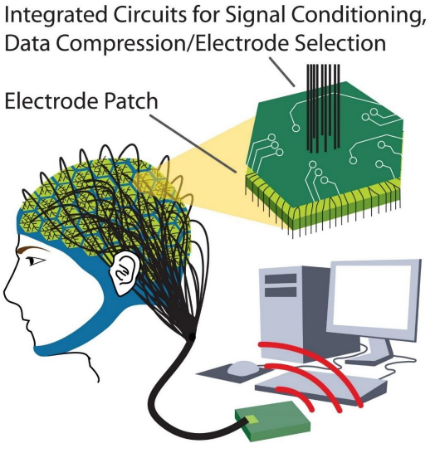 Integrated Circuits for Signal Conditioning,
Data Compression/Electrode Selection
Electrode Patch